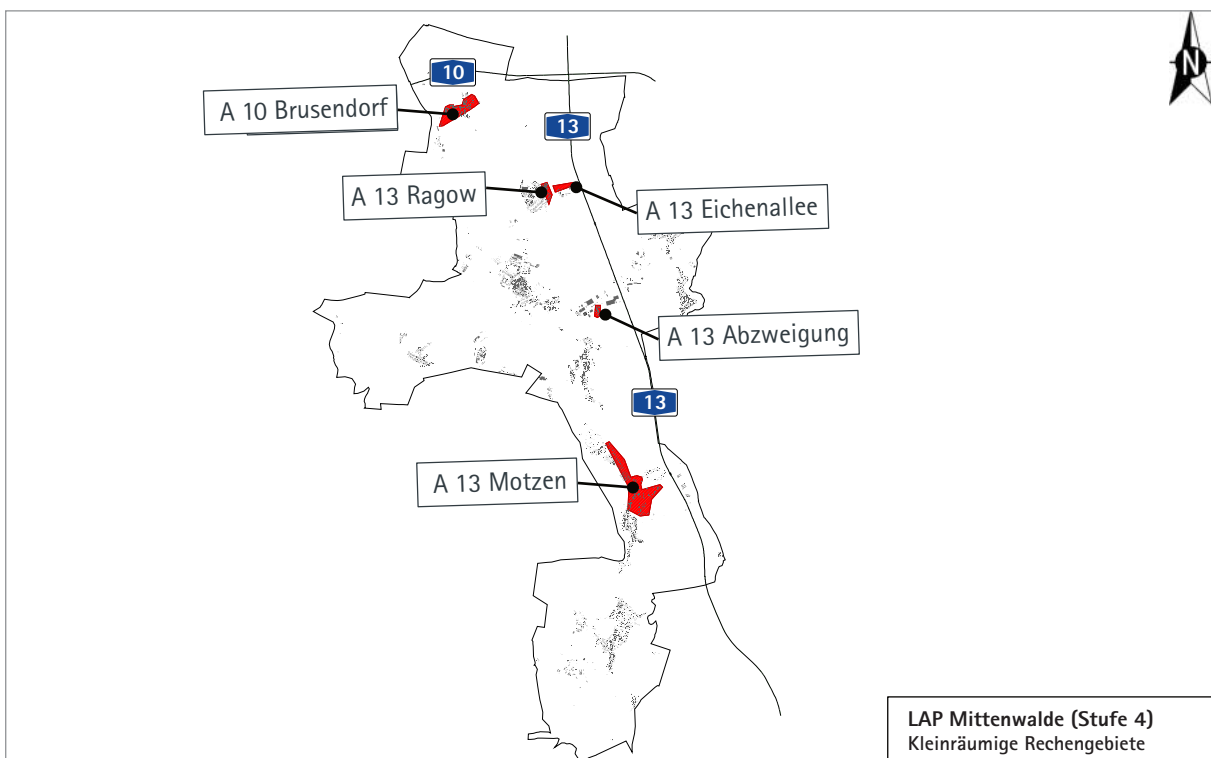 N
10
A 10 Brusendorf
13
A 13 Ragow
A 13 Eichenallee
A 13 Abzweigung
13
A 13 Motzen
LAP Mittenwalde (Stufe 4)
Kleinräumige Rechengebiete